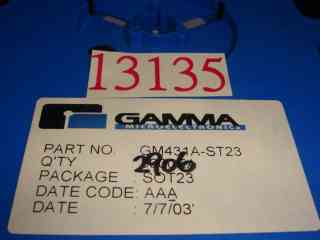 13135
GAMMA
MICROELECTRONICS
PART NO. GM431A-ST23
Q'TY 2906
PACKAGE : SOT23
DATE CODE: AAA
DATE : 7/7/03'